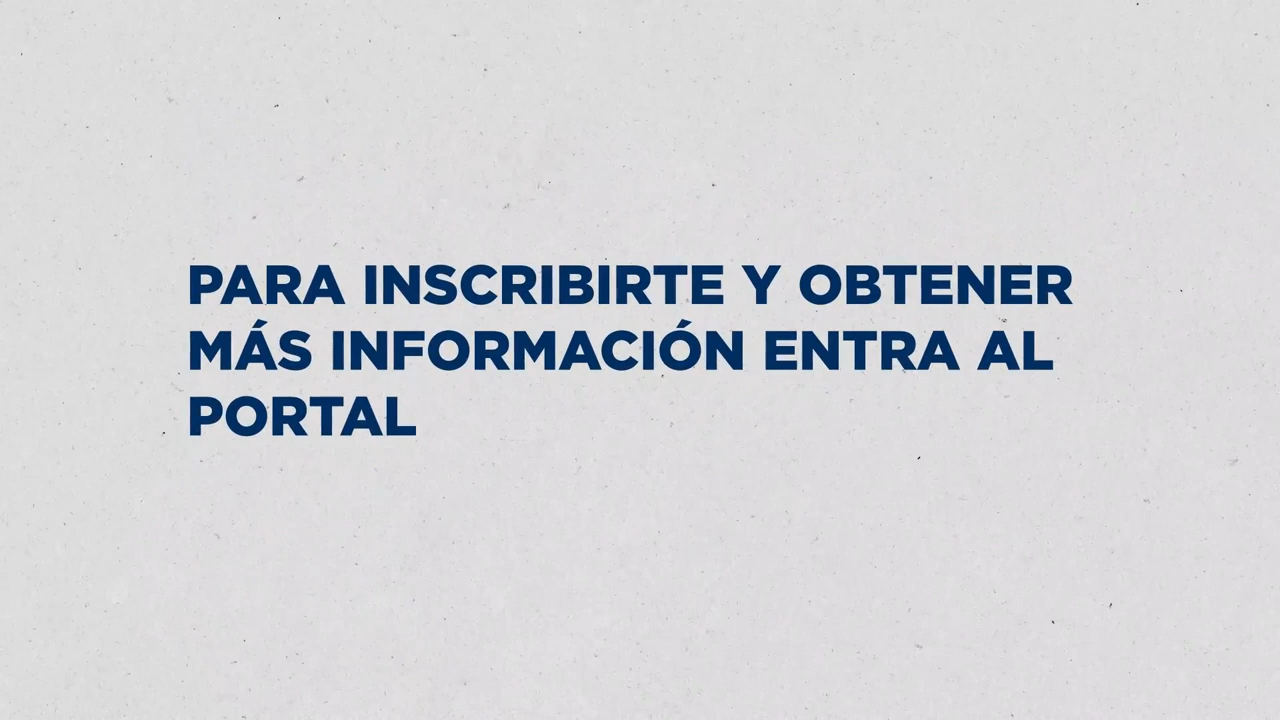 PARA INSCRIBIRTE Y OBTENER
MÁS INFORMACIÓN ENTRA AL
PORTAL